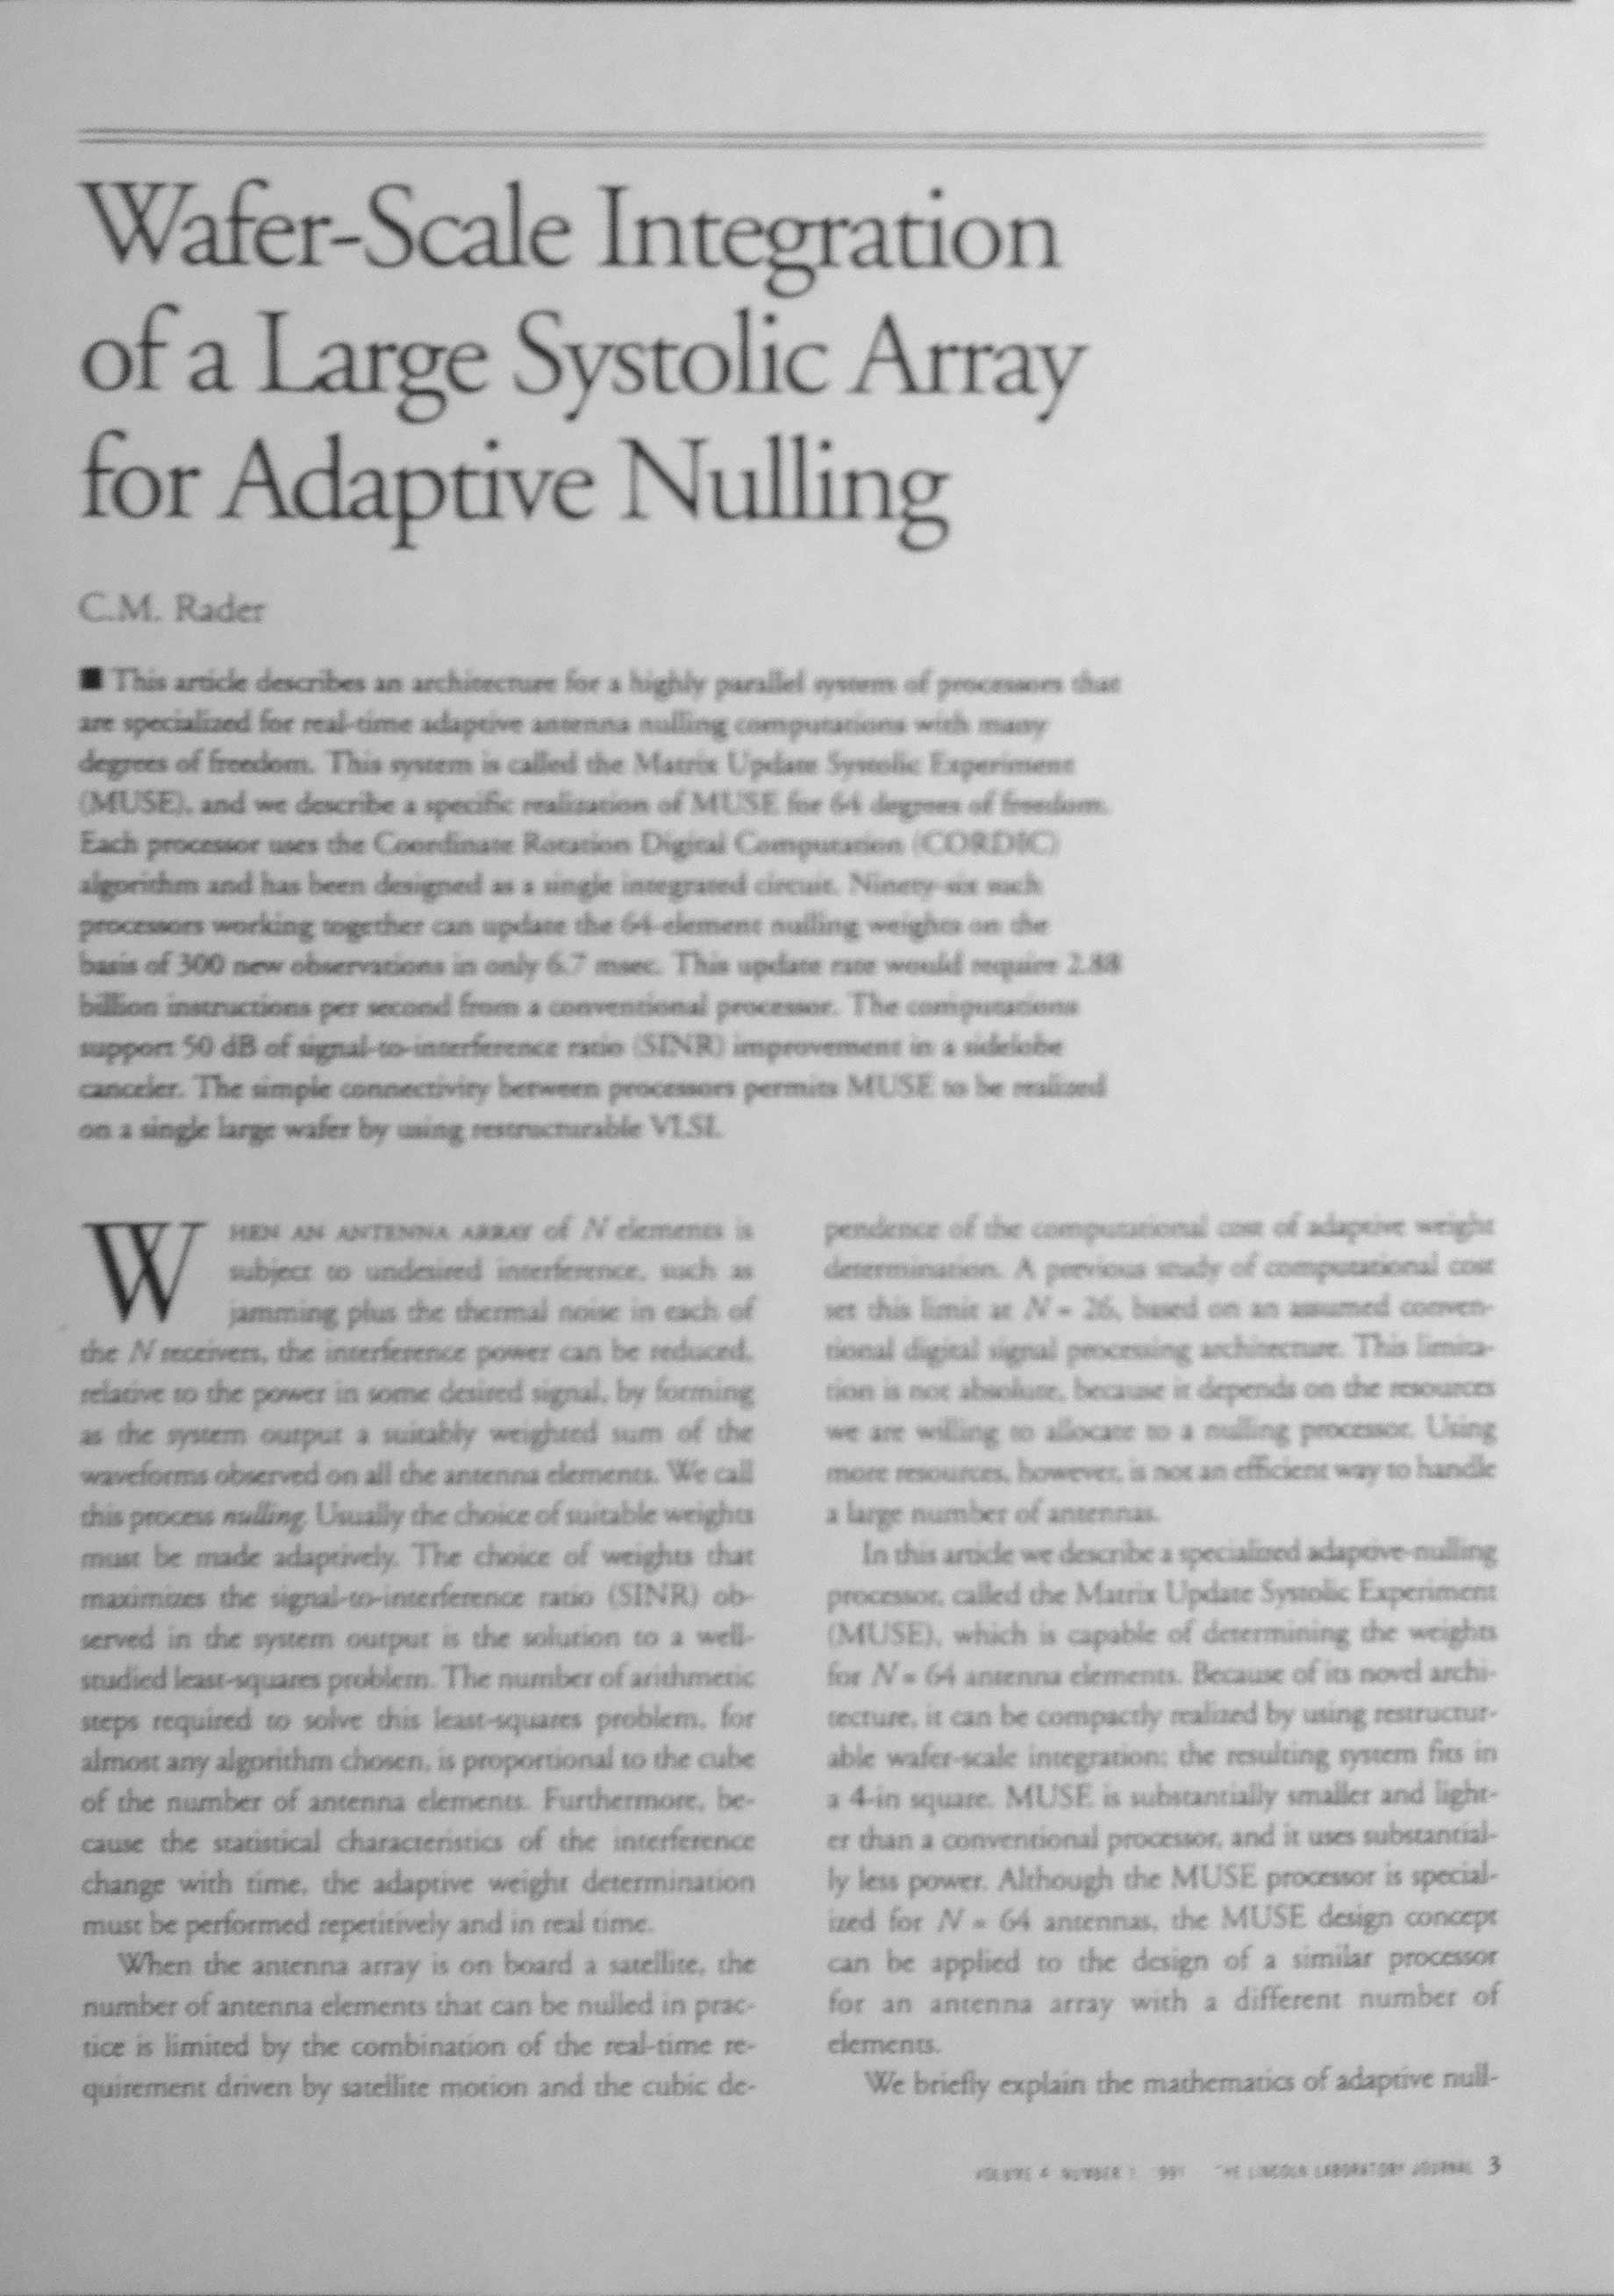 Wafer-Scale Integration
of a Large Systolic Array
for Adaptive Nulling
C.M. Rader
■ This article describes an architecture for a highly parallel system of processors that
are specialized for real-time adaptive antenna nulling computations with many
degrees of freedom. This system is called the Matrix Update Systolic Experiment
(MUSE), and we describe a specific realization of MUSE for 64 degrees of freedom.
Each processor uses the Coordinate Rotation Digital Computation (CORDIC)
algorithm and has been designed as a single integrated circuit. Ninety-six such
processors working together can update the 64-element nulling weights on the
basis of 300 new observations in only 6.7 msec. This update rate would require 2.88
billion instructions per second from a conventional processor. The computations
support 50 dB of signal-to-interference ratio (SINR) improvement in a sidelobe
canceler. The simple connectivity between processors permits MUSE to be realized
on a single large wafer by using restructurable VLSI.
WHEN AN ANTENNA ARRAY of N elements is
subject to undesired interference, such as
jamming plus the thermal noise in each of
the N receivers, the interference power can be reduced,
relative to the power in some desired signal, by forming
as the system output a suitably weighted sum of the
waveforms observed on all the antenna elements. We call
this process nulling. Usually the choice of suitable weights
must be made adaptively. The choice of weights that
maximizes the signal-to-interference ratio (SINR) ob-
served in the system output is the solution to a well-
studied least-squares problem. The number of arithmetic
steps required to solve this least-squares problem, for
almost any algorithm chosen, is proportional to the cube
of the number of antenna elements. Furthermore, be-
cause the statistical characteristics of the interference
change with time, the adaptive weight determination
must be performed repetitively and in real time.
When the antenna array is on board a satellite, the
number of antenna elements that can be nulled in prac-
tice is limited by the combination of the real-time re-
quirement driven by satellite motion and the cubic de-
pendence of the computational cost of adaptive weight
determination. A previous study of computational cost
set this limit at N = 26, based on an assumed conven-
tional digital signal processing architecture. This limita-
tion is not absolute, because it depends on the resources
we are willing to allocate to a nulling processor. Using
more resources, however, is not an efficient way to handle
a large number of antennas.
In this article we describe a specialized adaptive-nulling
processor, called the Matrix Update Systolic Experiment
(MUSE), which is capable of determining the weights
for N = 64 antenna elements. Because of its novel archi-
tecture, it can be compactly realized by using restructur-
able wafer-scale integration; the resulting system fits in
a 4-in square. MUSE is substantially smaller and light-
er than a conventional processor, and it uses substantial-
ly less power. Although the MUSE processor is special-
ized for N = 64 antennas, the MUSE design concept
can be applied to the design of a similar processor
for an antenna array with a different number of
elements.
We briefly explain the mathematics of adaptive null-
VOLUME 4 NUMBER 1 1991 THE LINCOLN LABORATORY JOURNAL 3